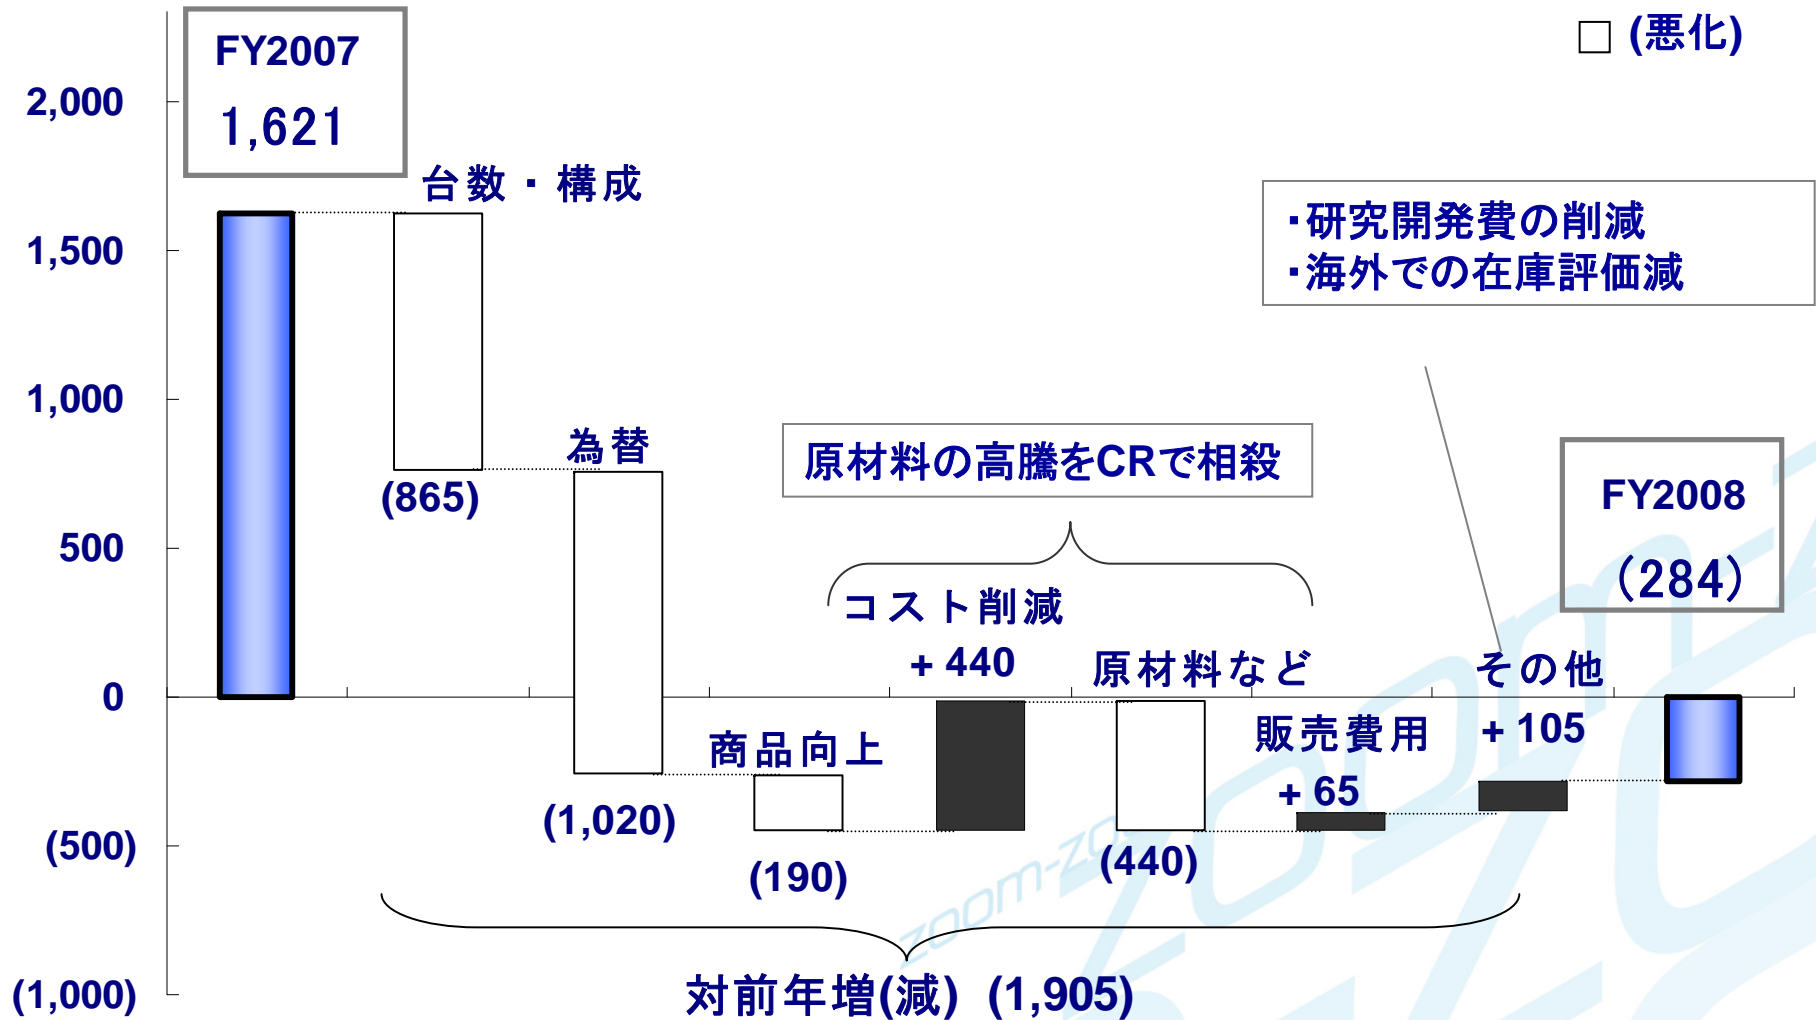 FY2007
1,621
(悪化)
2,000
1,500
1,000
500
0
(500)
(1,000)
台数・構成
(865)
為替
(1,020)
商品向上
(190)
原材料の高騰をCRで相殺
コスト削減
+ 440
原材料など
(440)
販売費用
+ 65
・研究開発費の削減
・海外での在庫評価減
その他
+ 105
FY2008
(284)
対前年増(減) (1,905)